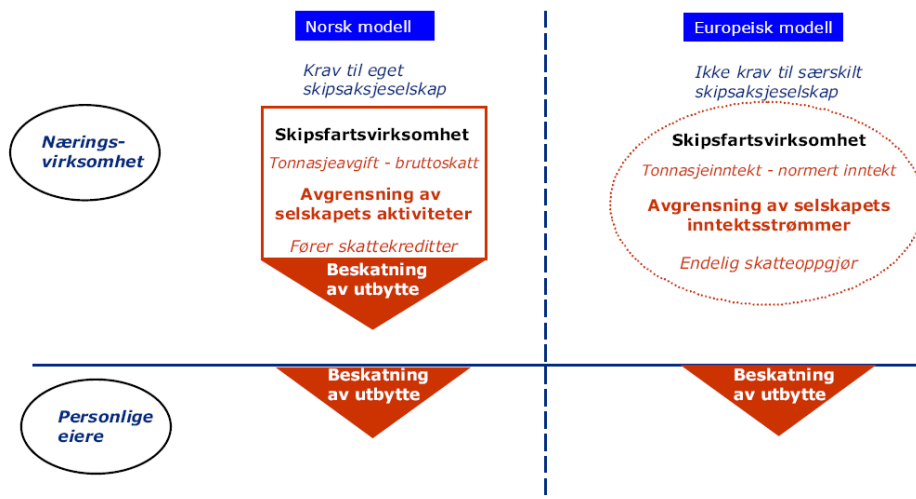 Norsk modell
Europeisk modell
Krav til eget
skipsaksjeselskap
Ikke krav til særskilt
skipsaksjeselskap
Nærings-
virksomhet
Skipsfartsvirksomhet
Tonnasjeavgift - bruttoskatt
Avgrensning av
selskapets aktiviteter
Fører skattekreditter
Beskatning
av utbytte
Skipsfartsvirksomhet
Tonnasjeinntekt - normert inntekt
Avgrensning av selskapets
inntektsstrømmer
Endelig skatteoppgjør
Personlige
eiere
Beskatning
av utbytte
Beskatning
av utbytte